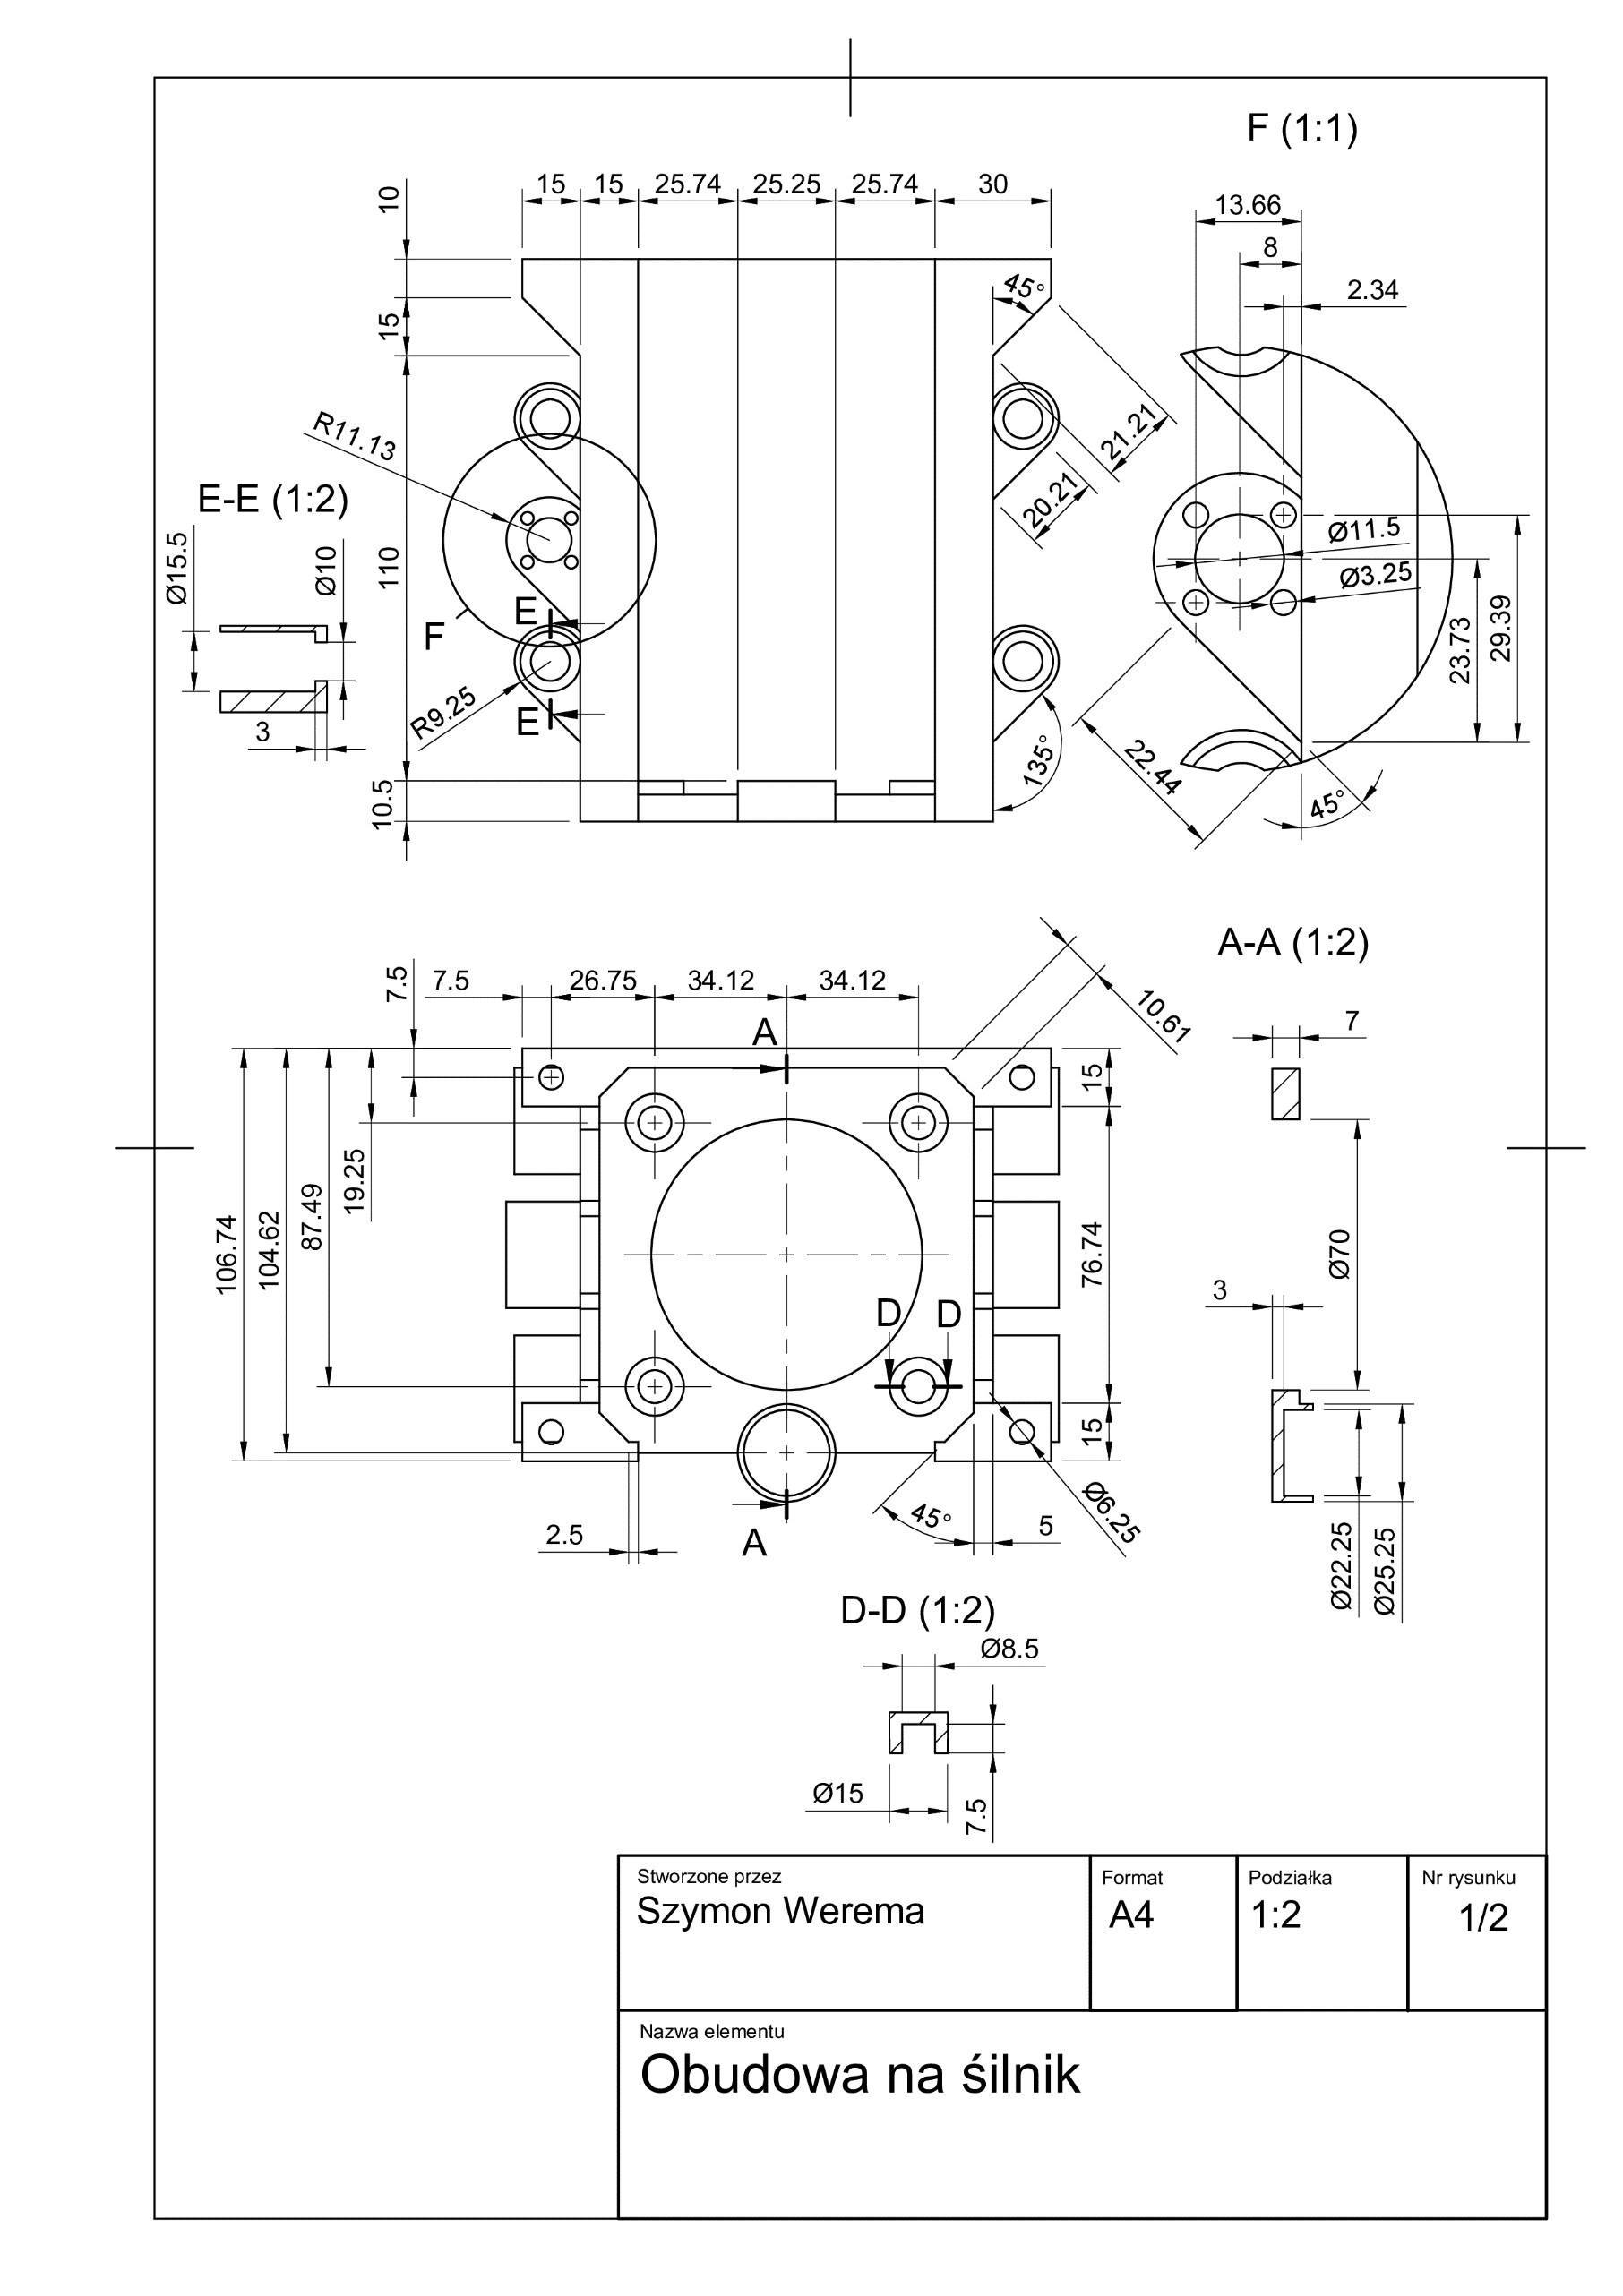 F (1:1)
15 15 25.74 25.25 25.74 30
10
15
110
10.5
45°
R11.13
21.21
20.21
135°
R9.25
F
E
E
E-E (1:2)
Ø15.5
Ø10
3
13.66
8
2.34
Ø11.5
Ø3.25
23.73
29.39
22.44
45°
A-A (1:2)
7
Ø70
3
Ø22.25
Ø25.25
7.5
7.5 26.75 34.12 34.12
10.61
A
15
76.74
15
19.25
87.49
104.62
106.74
D D
2.5
A
45°
5
Ø6.25
D-D (1:2)
Ø8.5
Ø15
7.5
Stworzone przez
Szymon Werema
Format
A4
Podziałka
1:2
Nr rysunku
1/2
Nazwa elementu
Obudowa na śilnik